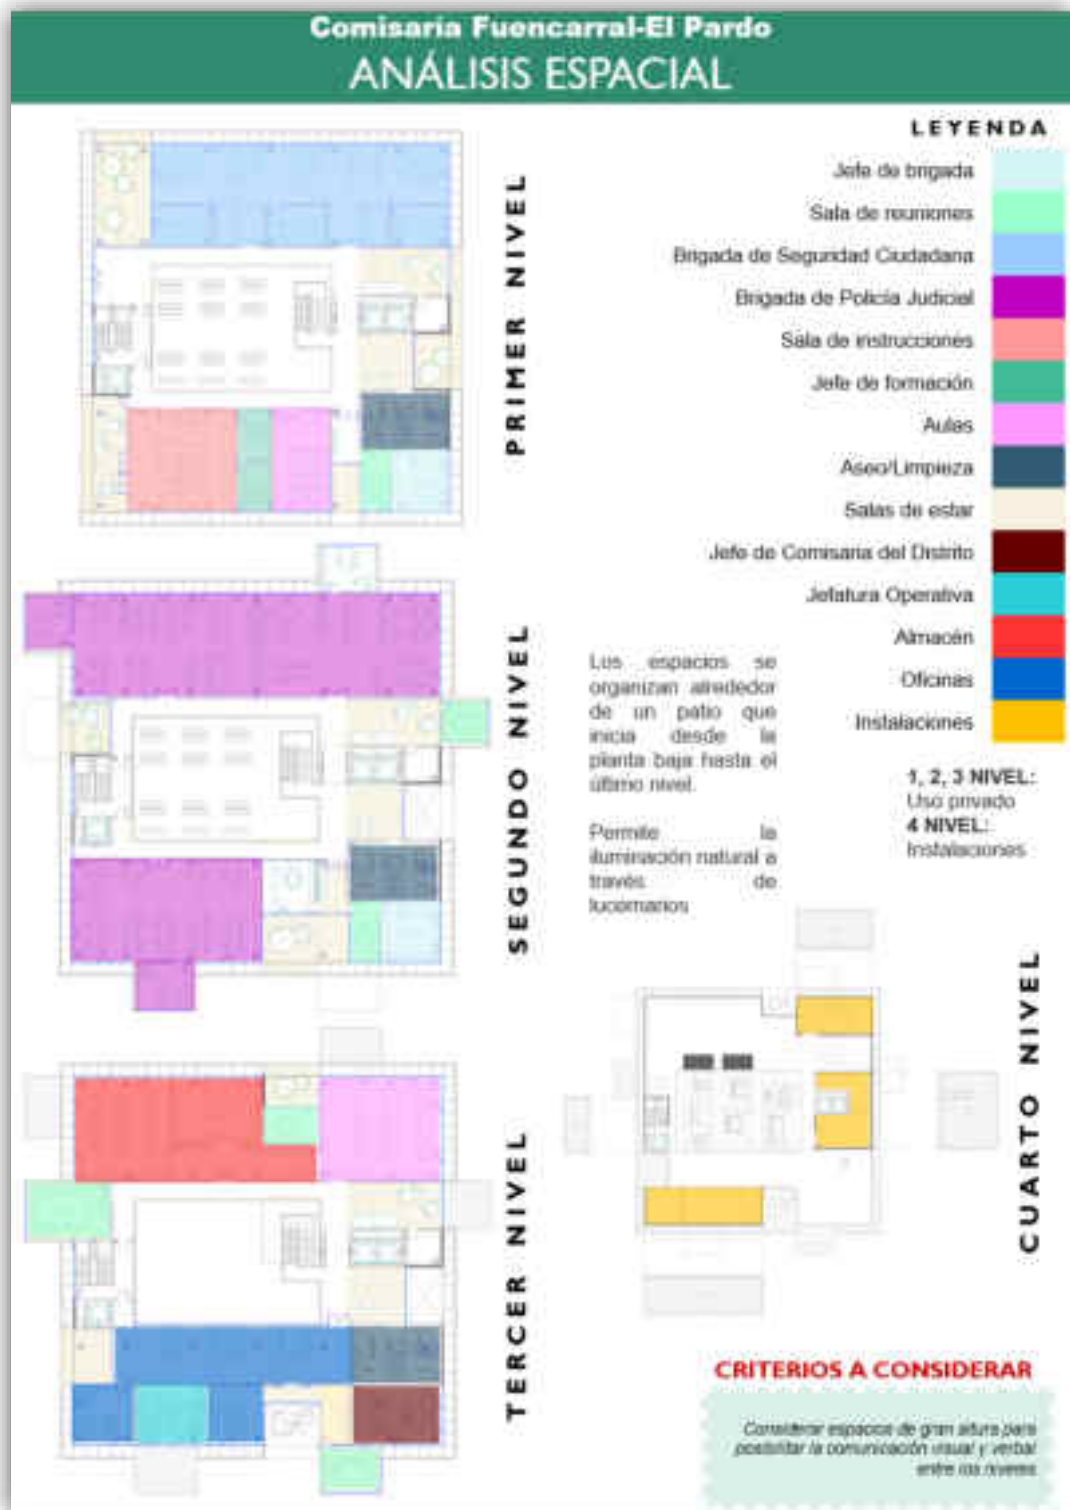 Comisaría Fuencarral-El Pardo
ANÁLISIS ESPACIAL
LEYENDA
Jefe de brigada
Sala de reuniones
Brigada de Seguridad Ciudadana
Brigada de Policía Judicial
Sala de instrucciones
Jefe de formación
Aulas
Aseo/Limpieza
Salas de estar
Jefe de Comisaria del Distrito
Jefatura Operativa
Almacén
Oficinas
Instalaciones
PRIMER NIVEL
SEGUNDO NIVEL
TERCER NIVEL
CUARTO NIVEL
Los espacios se
organizan alrededor
de un patio que
inicia desde la
planta baja hasta el
último nivel.
Permite la
iluminación natural a
través de
lucernarios
1, 2, 3 NIVEL:
Uso privado
4 NIVEL:
Instalaciones
CRITERIOS A CONSIDERAR
Considerar espacios de gran altura para
posibilitar la comunicación visual y verbal
entre los niveles